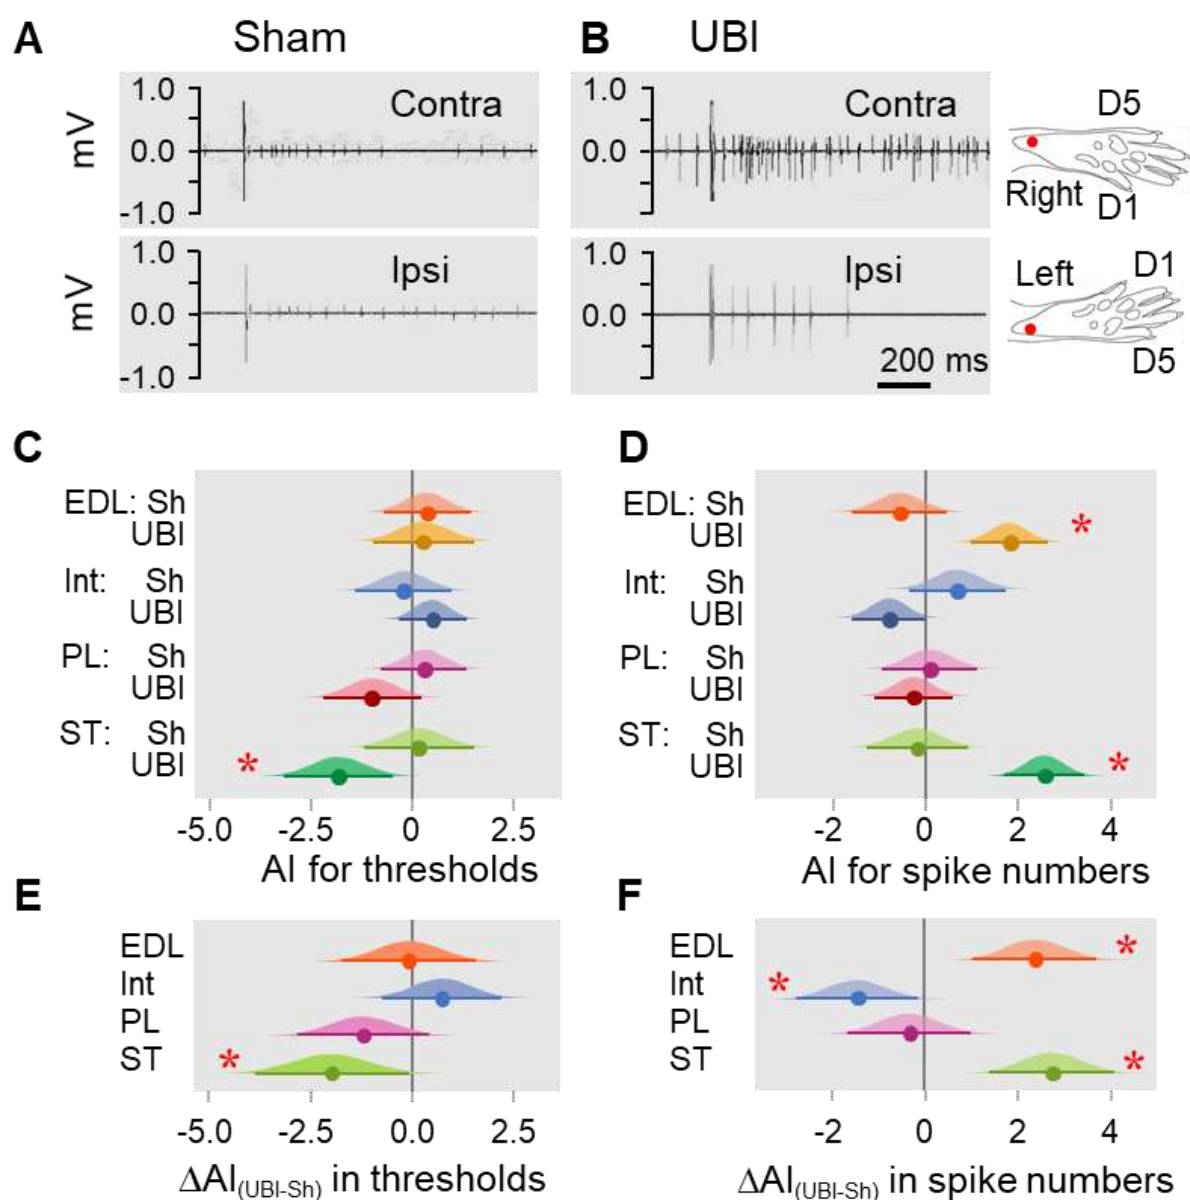 A Sham
B UBI
mV
1.0
0.0
-1.0
Contra
1.0
0.0
Contra
D5
Right
D1
mV
1.0
0.0
-1.0
Ipsi
1.0
0.0
Ipsi
200 ms
Left
D1
D5
C
EDL: Sh
UBI
Int: Sh
UBI
PL: Sh
UBI
ST: Sh
* UBI
-5.0 -2.5 0 2.5
AI for thresholds
D
EDL: Sh
UBI *
Int: Sh
UBI
PL: Sh
UBI
ST: Sh
UBI *
-2 0 2 4
AI for spike numbers
E
EDL
Int
PL
ST *
-5.0 -2.5 0.0 2.5
ΔAI(UBI-Sh) in thresholds
F
EDL *
Int *
PL
ST *
-2 0 2 4
ΔAI(UBI-Sh) in spike numbers